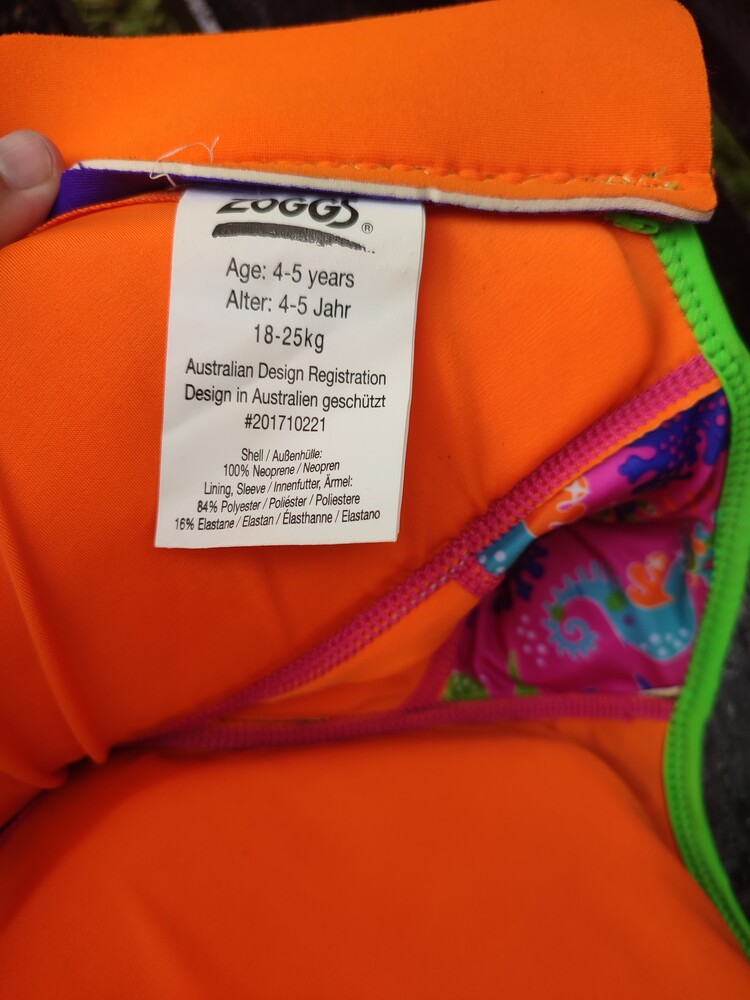 ZOGGS®
Age: 4-5 years
Alter: 4-5 Jahr
18-25kg
Australian Design Registration
Design in Australien geschützt
#201710221
Shell / Außenhülle:
100% Neoprene / Neopren
Lining, Sleeve / Innenfutter, Ärmel:
84% Polyester / Poliéster / Poliestere
16% Elastane / Elastan / Élasthanne / Elastano